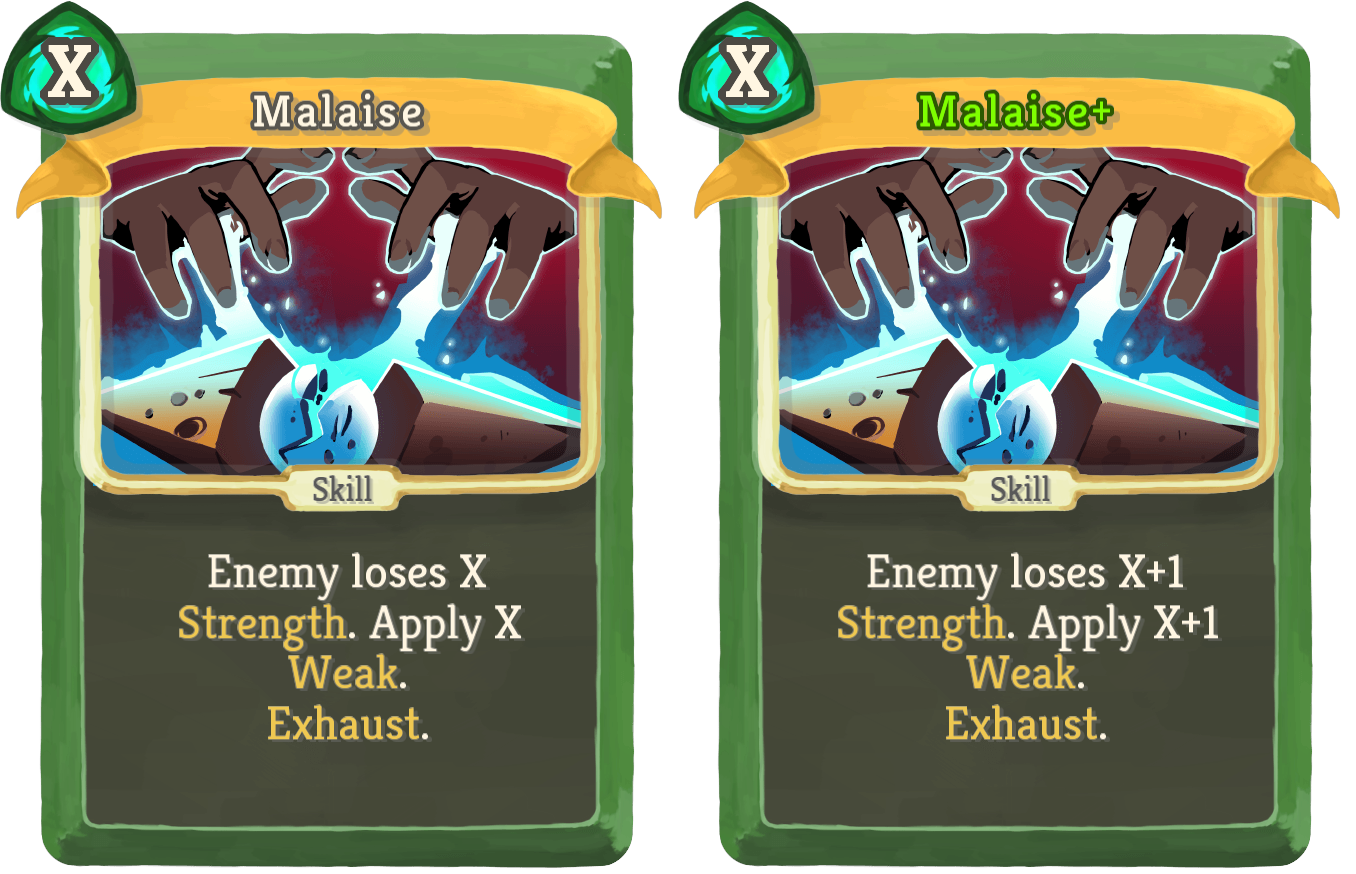 X
Malaise
Skill
Enemy loses X
Strength. Apply X
Weak.
Exhaust.
X
Malaise+
Skill
Enemy loses X+1
Strength. Apply X+1
Weak.
Exhaust.